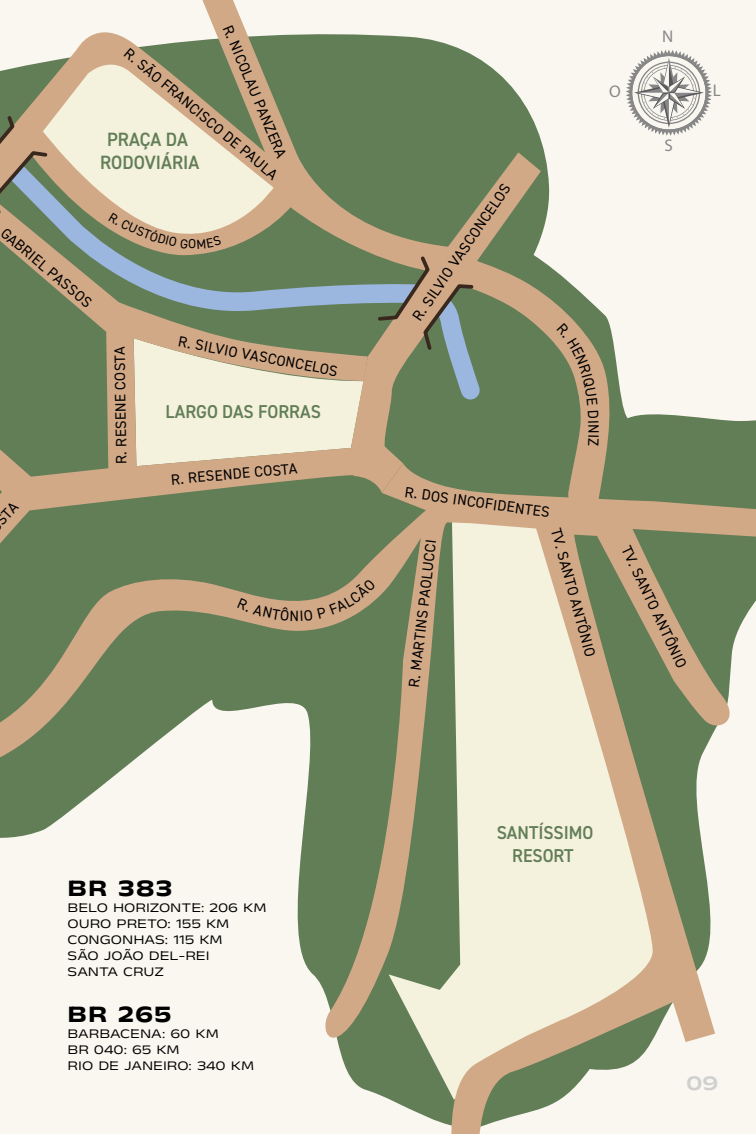 N
O
L
S
R. NICOLAU PANZERA
R. SÃO FRANCISCO DE PAULA
PRAÇA DA
RODOVIÁRIA
R. CUSTÓDIO GOMES
GABRIEL PASSOS
R. SILVIO VASCONCELOS
R. SILVIO VASCONCELOS
R. HENRIQUE DINIZ
R. RESENE COSTA
LARGO DAS FORRAS
R. RESENDE COSTA
R. DOS INCOFIDENTES
TV. SANTO ANTÔNIO
TV. SANTO ANTÔNIO
R. ANTÔNIO P FALCÃO
R. MARTINS PAOLUCCI
SANTÍSSIMO
RESORT
BR 383
BELO HORIZONTE: 206 KM
OURO PRETO: 155 KM
CONGONHAS: 115 KM
SÃO JOÃO DEL-REI
SANTA CRUZ
BR 265
BARBACENA: 60 KM
BR 040: 65 KM
RIO DE JANEIRO: 340 KM
09